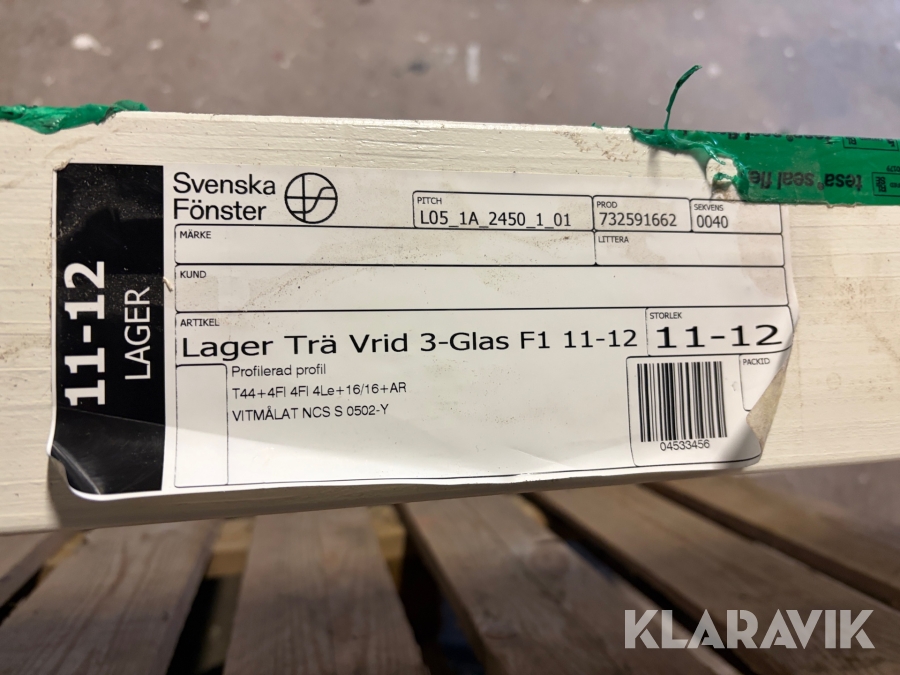 Svenska
Fönster
PITCH
L05_1A_2450_1_01
PROD
732591662
SEKVENS
0040
MÄRKE
LITTERA
KUND
11-12
LAGER
ARTIKEL
Lager Trä Vrid 3-Glas F1 11-12
STORLEK
11-12
Profilerad profil
T44+4Fl 4Fl 4Le+16/16+AR
VITMÅLAT NCS S 0502-Y
PACKID
04533456
tesa® seal fle
KLARAVIK